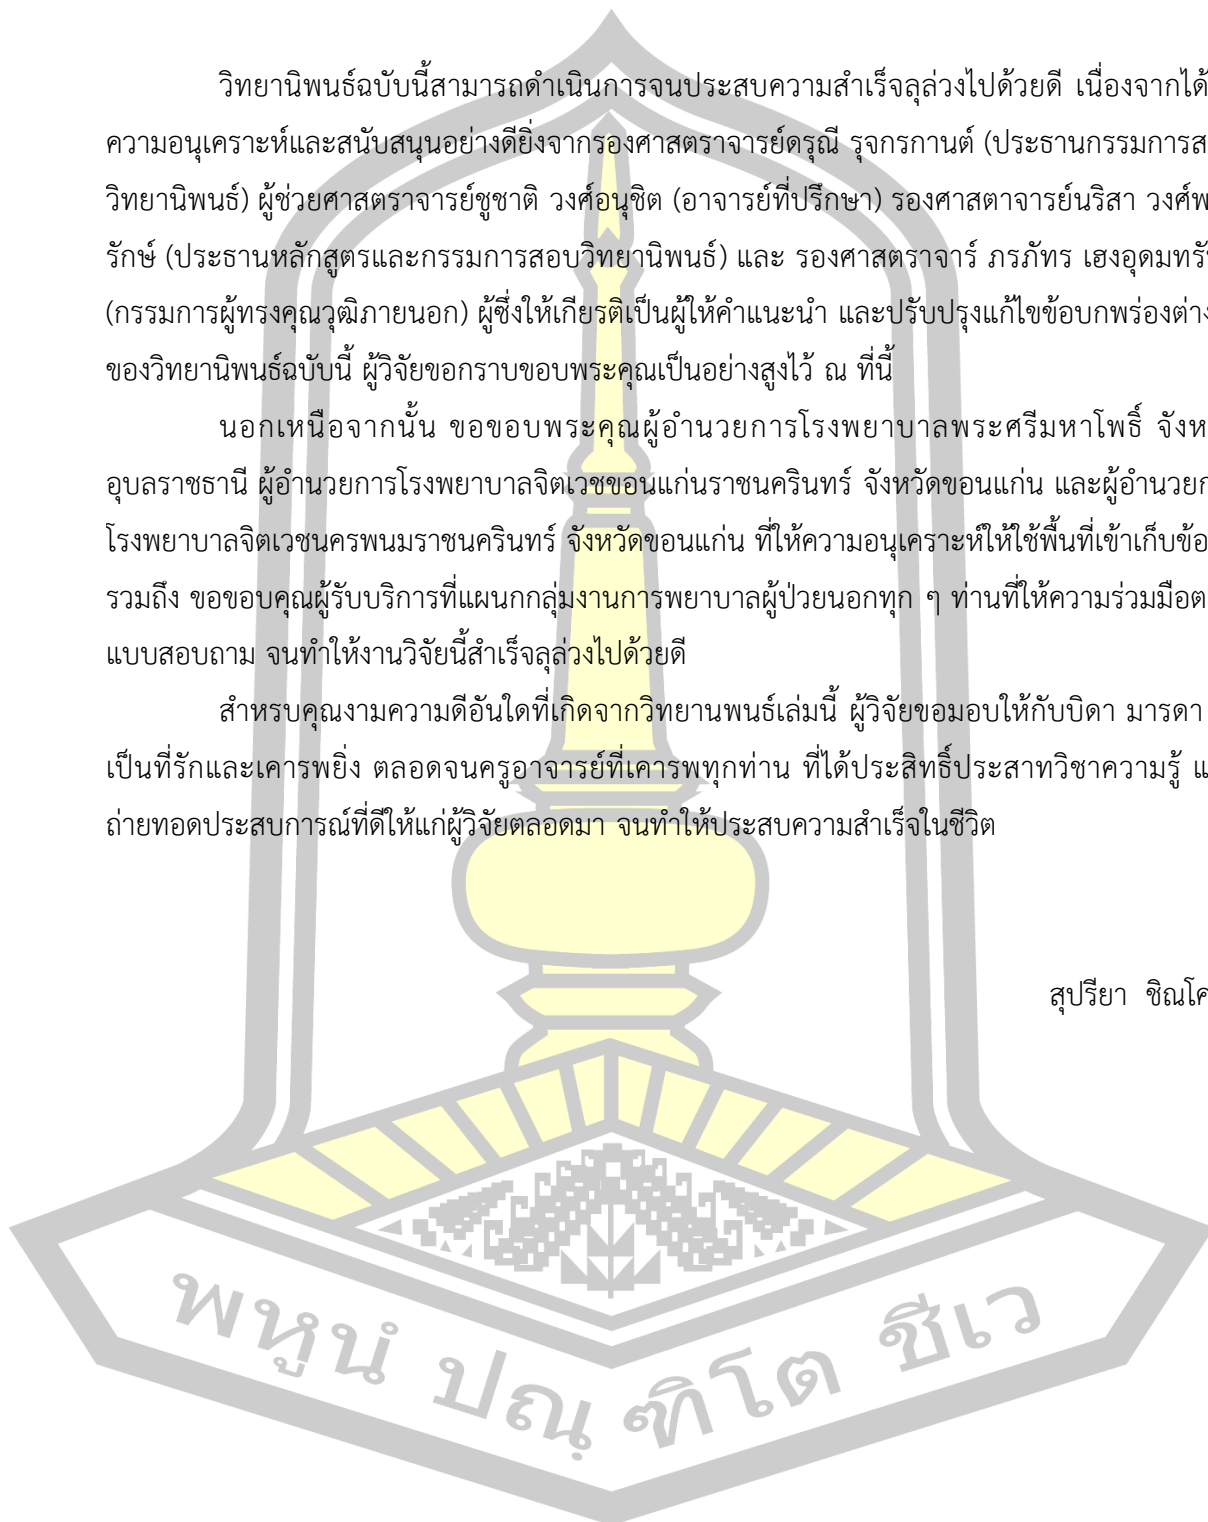 วิทยานิพนธ์ฉบับนี้สามารถดำเนินการจนประสบความสำเร็จลุล่วงไปด้วยดี เนื่องจากได้
ความอนุเคราะห์และสนับสนุนอย่างดียิ่งจากรองศาสตราจารย์ดรุณี รุจกรกานต์ (ประธานกรรมการส
วิทยานิพนธ์) ผู้ช่วยศาสตราจารย์ชูชาติ วงศ์อนุชิต (อาจารย์ที่ปรึกษา) รองศาสตาจารย์นริสา วงศ์พ
รักษ์ (ประธานหลักสูตรและกรรมการสอบวิทยานิพนธ์) และ รองศาสตราจาร์ ภรภัทร เฮงอุดมทรั
(กรรมการผู้ทรงคุณวุฒิภายนอก) ผู้ซึ่งให้เกียรติเป็นผู้ให้คำแนะนำ และปรับปรุงแก้ไขข้อบกพร่องต่าง
ของวิทยานิพนธ์ฉบับนี้ ผู้วิจัยขอกราบขอบพระคุณเป็นอย่างสูงไว้ ณ ที่นี้
นอกเหนือจากนั้น ขอขอบพระคุณผู้อำนวยการโรงพยาบาลพระศรีมหาโพธิ์ จังห
อุบลราชธานี ผู้อำนวยการโรงพยาบาลจิตเวชขอนแก่นราชนครินทร์ จังหวัดขอนแก่น และผู้อำนวยก
โรงพยาบาลจิตเวชนครพนมราชนครินทร์ จังหวัดขอนแก่น ที่ให้ความอนุเคราะห์ให้ใช้พื้นที่เข้าเก็บข้อ
รวมถึง ขอขอบคุณผู้รับบริการที่แผนกกลุ่มงานการพยาบาลผู้ป่วยนอกทุก ๆ ท่านที่ให้ความร่วมมือต
แบบสอบถาม จนทำให้งานวิจัยนี้สำเร็จลุล่วงไปด้วยดี
สำหรบคุณงามความดีอันใดที่เกิดจากวิทยานพนธ์เล่มนี้ ผู้วิจัยขอมอบให้กับบิดา มารดา
เป็นที่รักและเคารพยิ่ง ตลอดจนครูอาจารย์ที่เคารพทุกท่าน ที่ได้ประสิทธิ์ประสาทวิชาความรู้ แ
ถ่ายทอดประสบการณ์ที่ดีให้แก่ผู้วิจัยตลอดมา จนทำให้ประสบความสำเร็จในชีวิต
สุปรียา ชิณโค
พหูนํ ปณฺฑิโต ชีเว